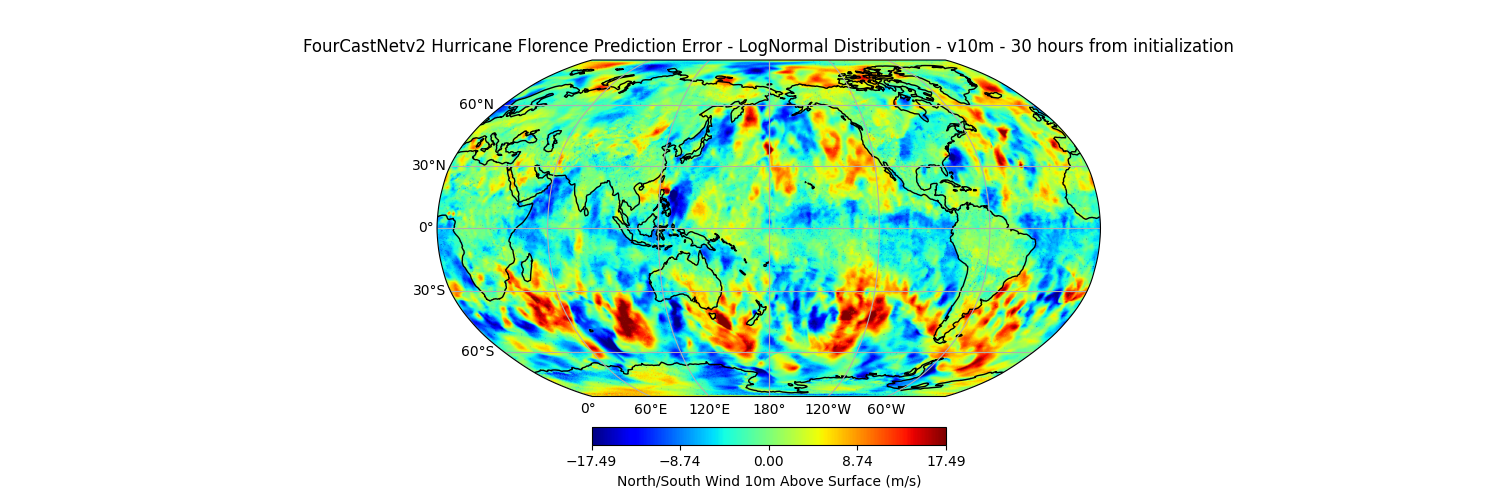 FourCastNetv2 Hurricane Florence Prediction Error - LogNormal Distribution - v10m - 30 hours from initialization
60°N
30°N
0°
30°S
60°S
0° 60°E 120°E 180° 120°W 60°W
−17.49 −8.74 0.00 8.74 17.49
North/South Wind 10m Above Surface (m/s)